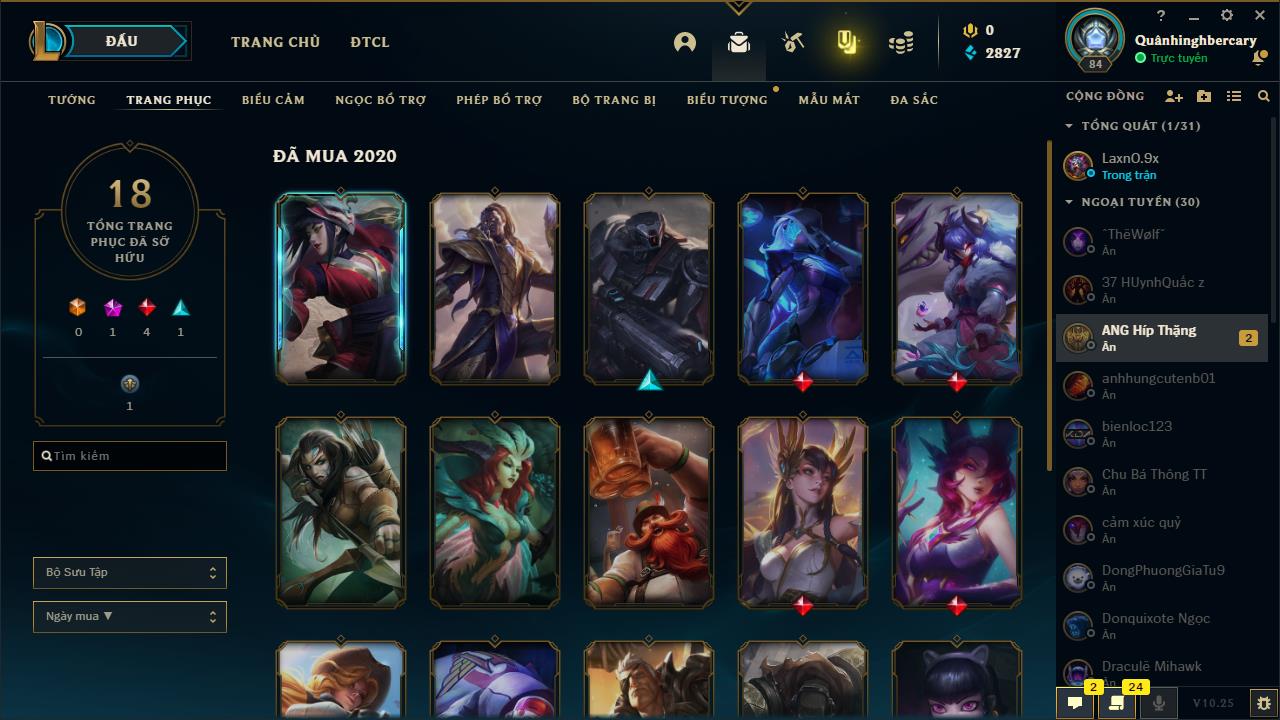 ĐẤU
TRANG CHỦ
ĐTCL
0
2827
84
?
Quânhinghbercary
Trực tuyến
TƯỚNG
TRANG PHỤC
BIỂU CẢM
NGỌC BỔ TRỢ
PHÉP BỔ TRỢ
BỘ TRANG BỊ
BIỂU TƯỢNG
MẪU MẮT
ĐA SẮC
CỘNG ĐỒNG
18
TỔNG TRANG
PHỤC ĐÃ SỞ
HỮU
0
1
4
1
1
Tìm kiếm
Bộ Sưu Tập
Ngày mua ▼
ĐÃ MUA 2020
TỔNG QUÁT (1/31)
LaxnO.9x
Trong trận
NGOẠI TUYẾN (30)
ˆThëWølfˇ
Ẩn
37 HUynhQuắc z
Ẩn
ANG Híp Thặng
Ẩn
2
anhhungcutenb01
Ẩn
bienloc123
Ẩn
Chu Bá Thông TT
Ẩn
cảm xúc quỷ
Ẩn
DongPhuongGiaTu9
Ẩn
Donquixote Ngọc
Ẩn
Draculē Mihawk
Ẩn
2
24
V10.25